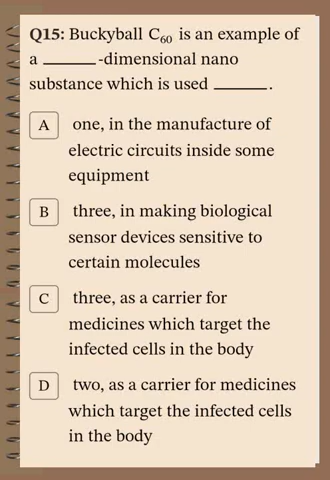 Q15: Buckyball C₆₀ is an example of
a ______-dimensional nano
substance which is used ______.
A one, in the manufacture of
electric circuits inside some
equipment
B three, in making biological
sensor devices sensitive to
certain molecules
C three, as a carrier for
medicines which target the
infected cells in the body
D two, as a carrier for medicines
which target the infected cells
in the body